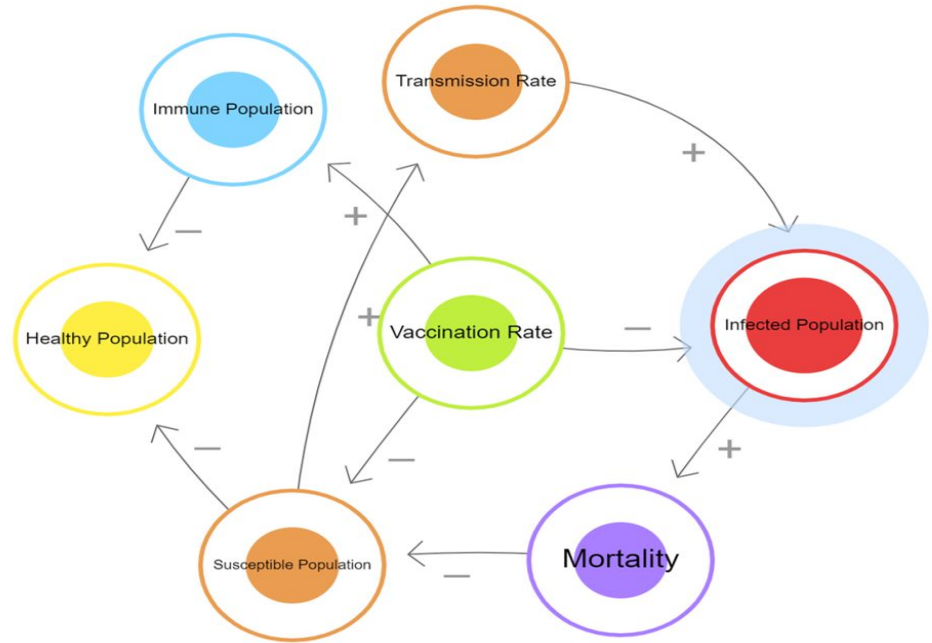 Transmission Rate
Immune Population
+
+
—
+
Vaccination Rate
—
Infected Population
Healthy Population
—
—
+
Mortality
—
Susceptible Population